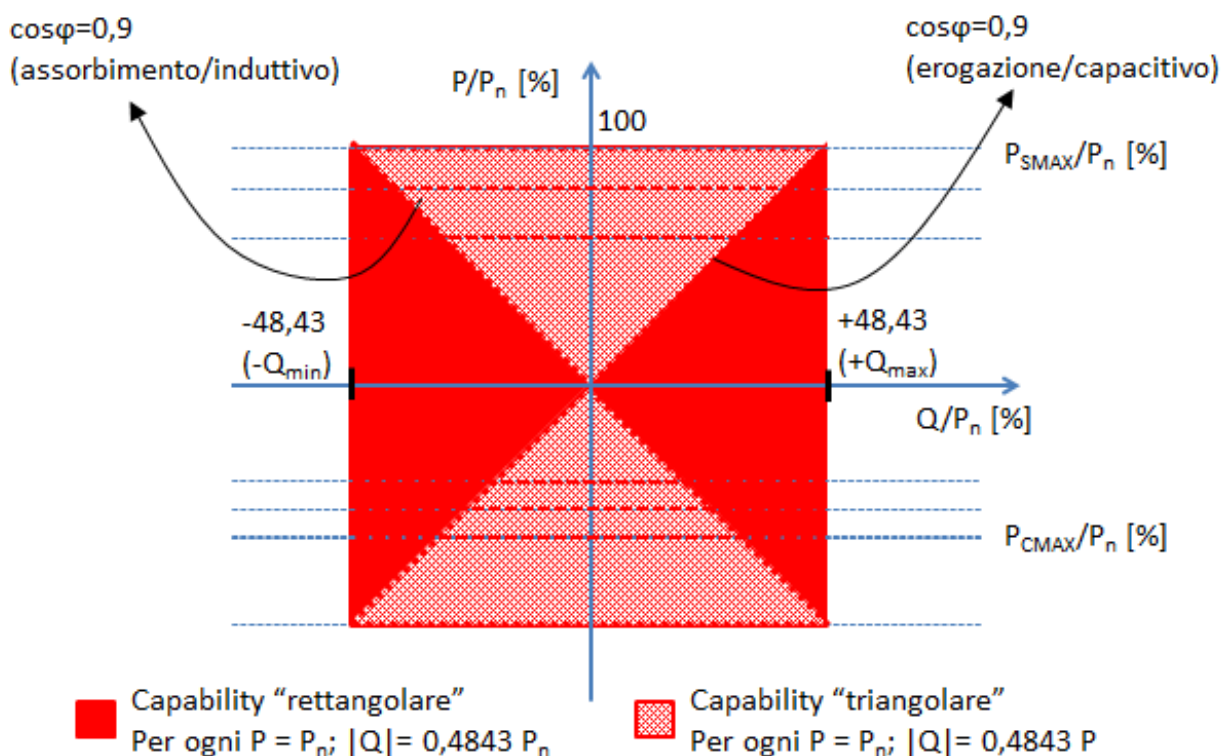 cosφ=0,9
(assorbimento/induttivo)
cosφ=0,9
(erogazione/capacitivo)
P/Pn [%]
100
PSMAX/Pn [%]
-48,43
(-Qmin)
+48,43
(+Qmax)
Q/Pn [%]
PCMAX/Pn [%]
Capability “rettangolare”
Per ogni P = Pn; |Q|= 0,4843 Pn
Capability “triangolare”
Per ogni P = Pn; |Q|= 0,4843 P